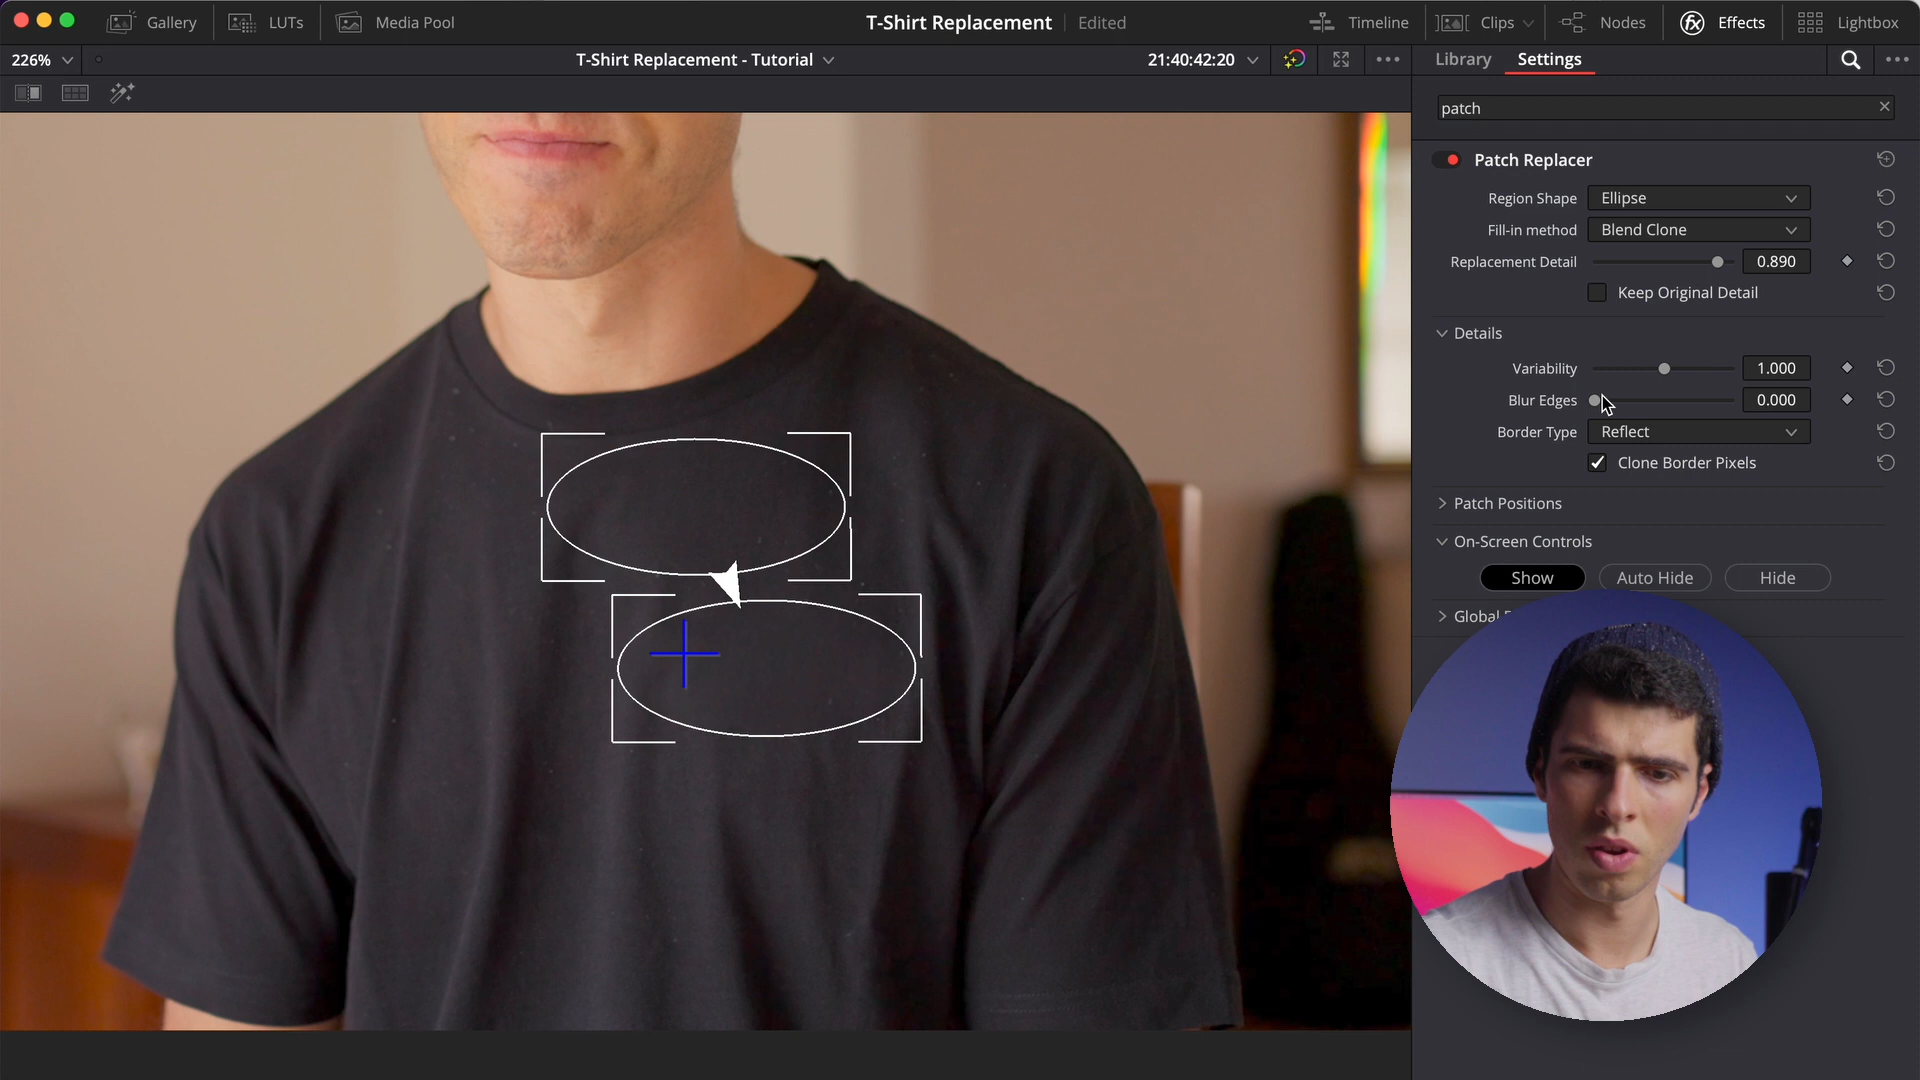 Gallery LUTs Media Pool T-Shirt Replacement Edited Timeline Clips Nodes Effects Lightbox
226% T-Shirt Replacement - Tutorial 21:40:42:20 Library Settings
patch
Patch Replacer
Region Shape Ellipse
Fill-in method Blend Clone
Replacement Detail 0.890
Keep Original Detail
Details
Variability 1.000
Blur Edges 0.000
Border Type Reflect
Clone Border Pixels
Patch Positions
On-Screen Controls
Show Auto Hide Hide
Global